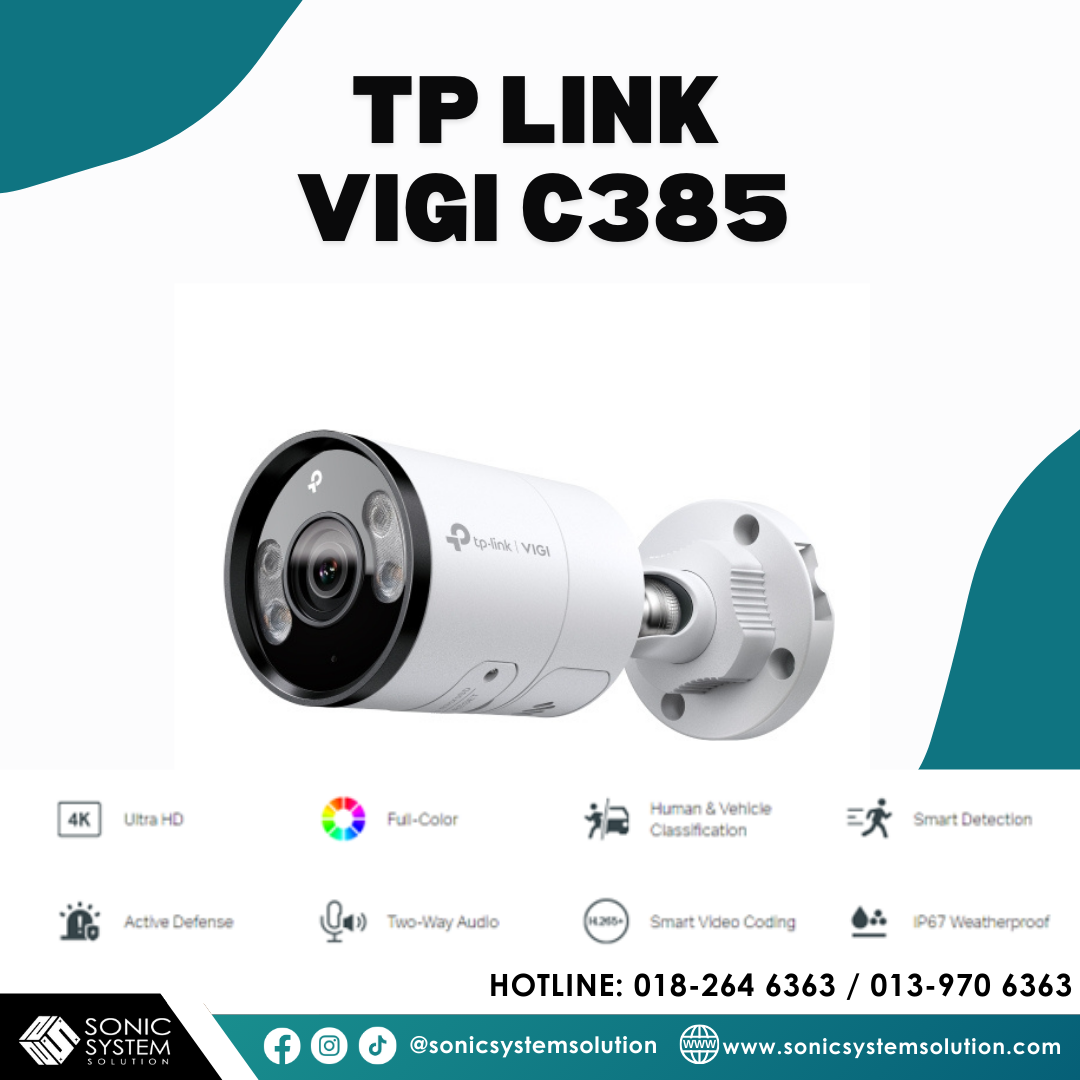 TP LINK
VIGI C385
tp-link | VIGI
4K
Ultra HD
Full-Color
Human & Vehicle
Classification
Smart Detection
Active Defense
Two-Way Audio
H.265+
Smart Video Coding
IP67 Weatherproof
HOTLINE: 018-264 6363 / 013-970 6363
SONIC
SYSTEM
SOLUTION
@sonicsystemsolution
WWW
www.sonicsystemsolution.com